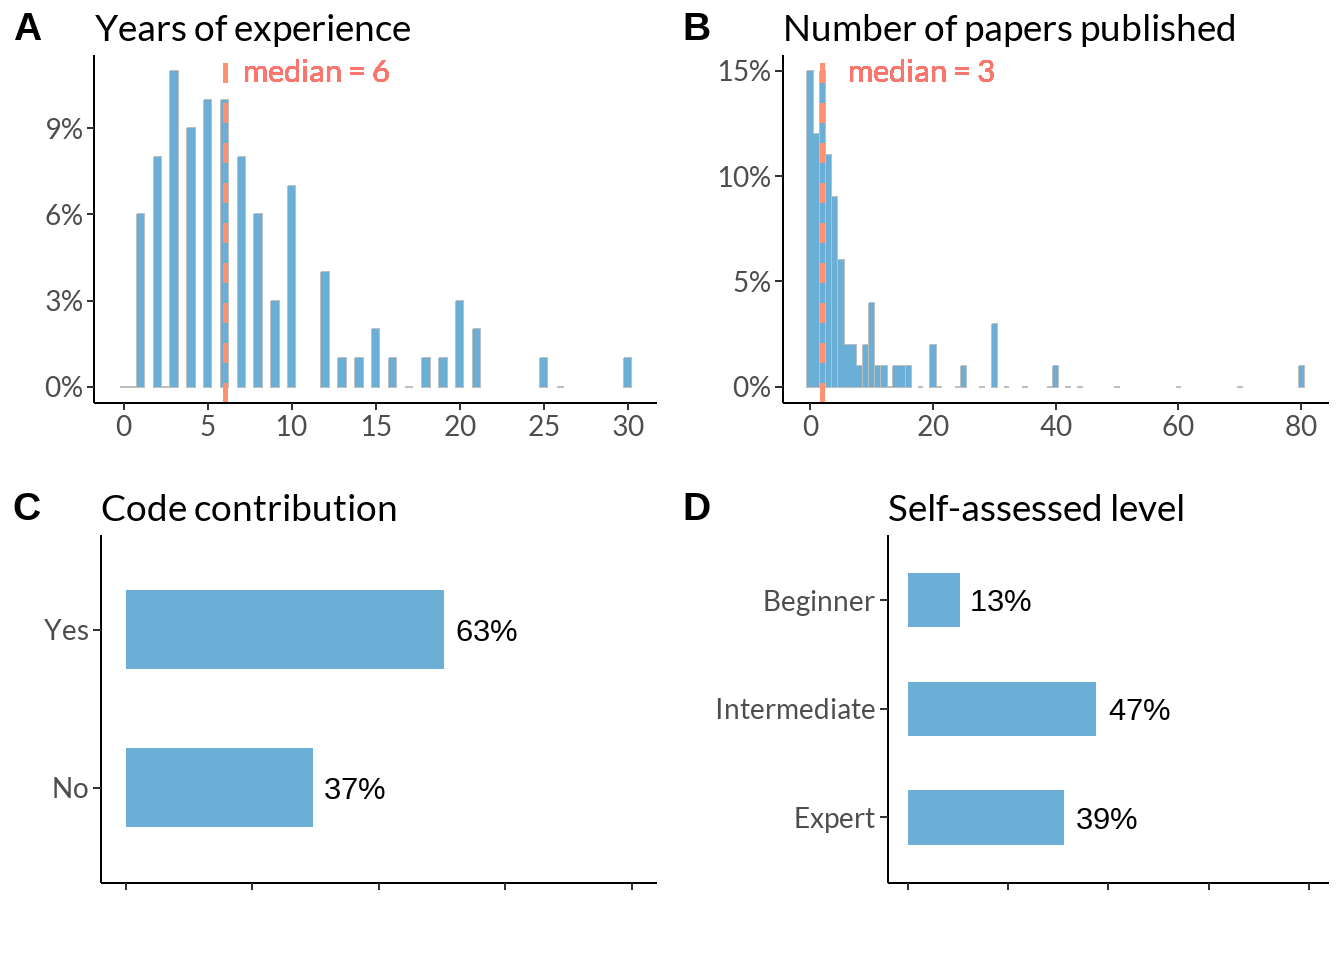 A Years of experience
median = 6
9%
6%
3%
0%
0 5 10 15 20 25 30
B Number of papers published
median = 3
15%
10%
5%
0%
0 20 40 60 80
C Code contribution
Yes 63%
No 37%
D Self-assessed level
Beginner 13%
Intermediate 47%
Expert 39%